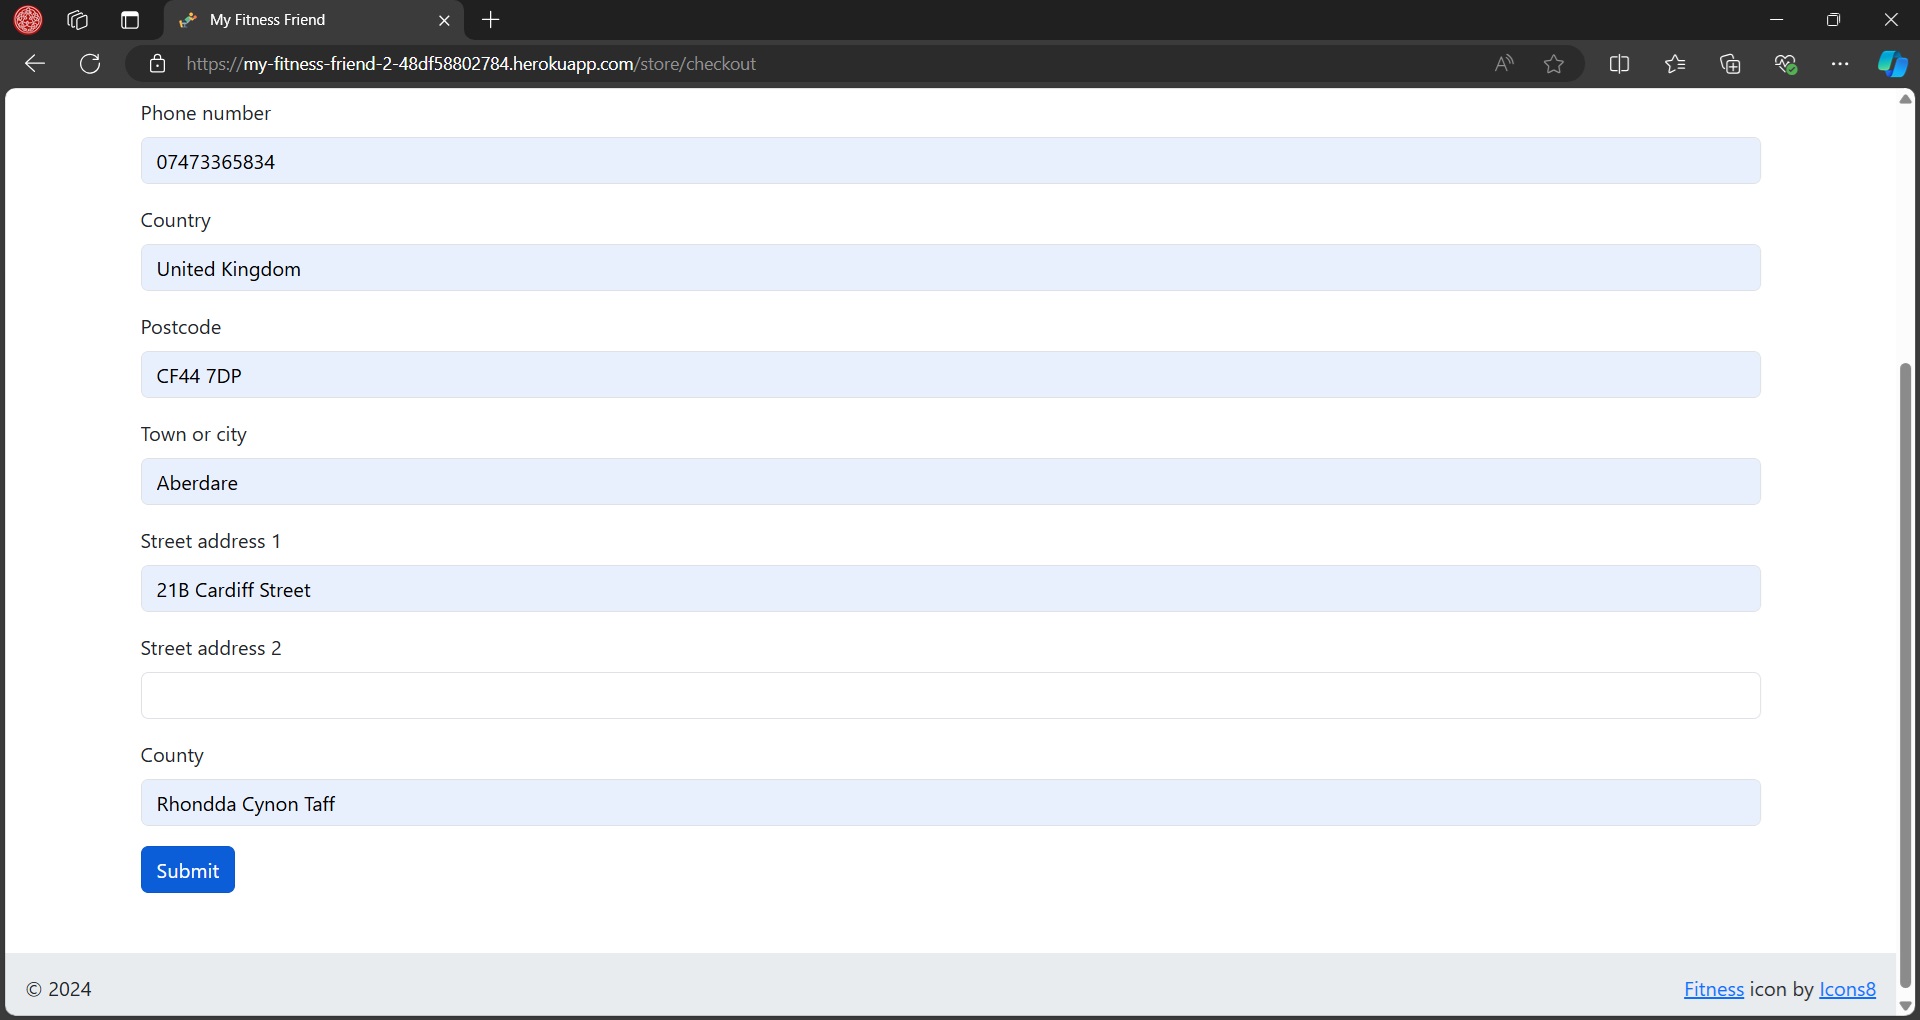 My Fitness Friend
https://my-fitness-friend-2-48df58802784.herokuapp.com/store/checkout
Phone number
07473365834
Country
United Kingdom
Postcode
CF44 7DP
Town or city
Aberdare
Street address 1
21B Cardiff Street
Street address 2
County
Rhondda Cynon Taff
Submit
© 2024
Fitness icon by Icons8